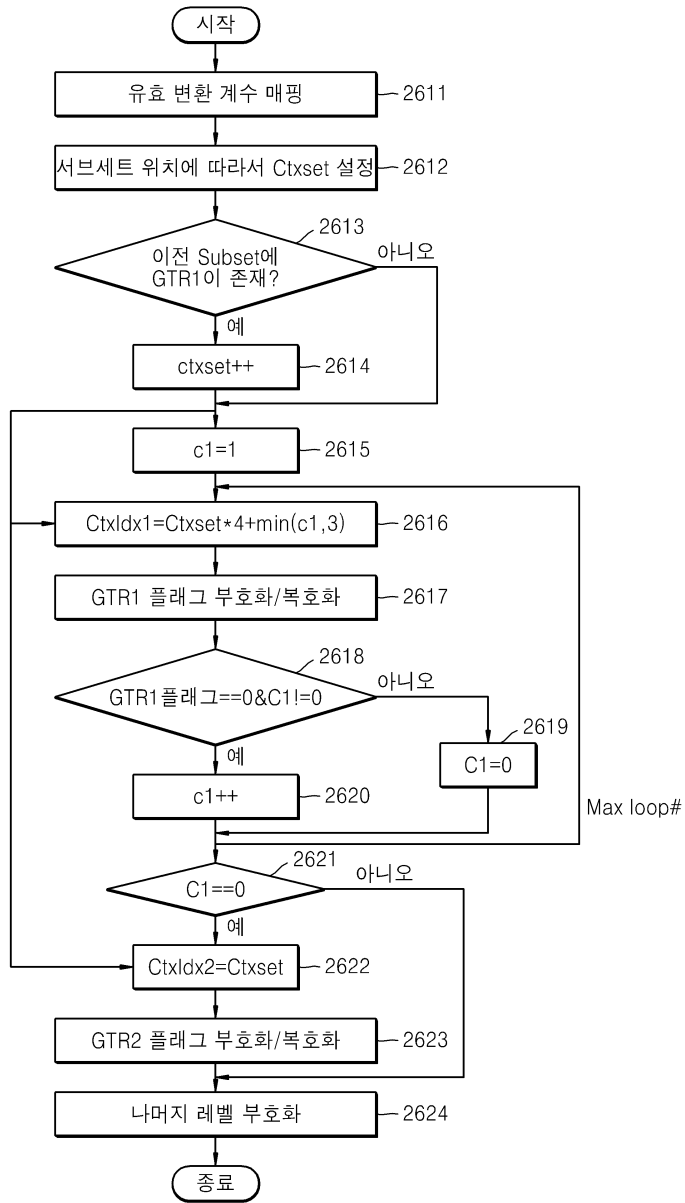 시작
유효 변환 계수 매핑
2611
서브세트 위치에 따라서 Ctxset 설정
2612
2613
이전 Subset에
GTR1이 존재?
아니오
예
ctxset++
2614
c1=1
2615
CtxIdx1=Ctxset*4+min(c1,3)
2616
GTR1 플래그 부호화/복호화
2617
2618
GTR1플래그==0&C1!=0
아니오
2619
C1=0
예
c1++
2620
Max loop#
2621
C1==0
아니오
예
CtxIdx2=Ctxset
2622
GTR2 플래그 부호화/복호화
2623
나머지 레벨 부호화
2624
종료